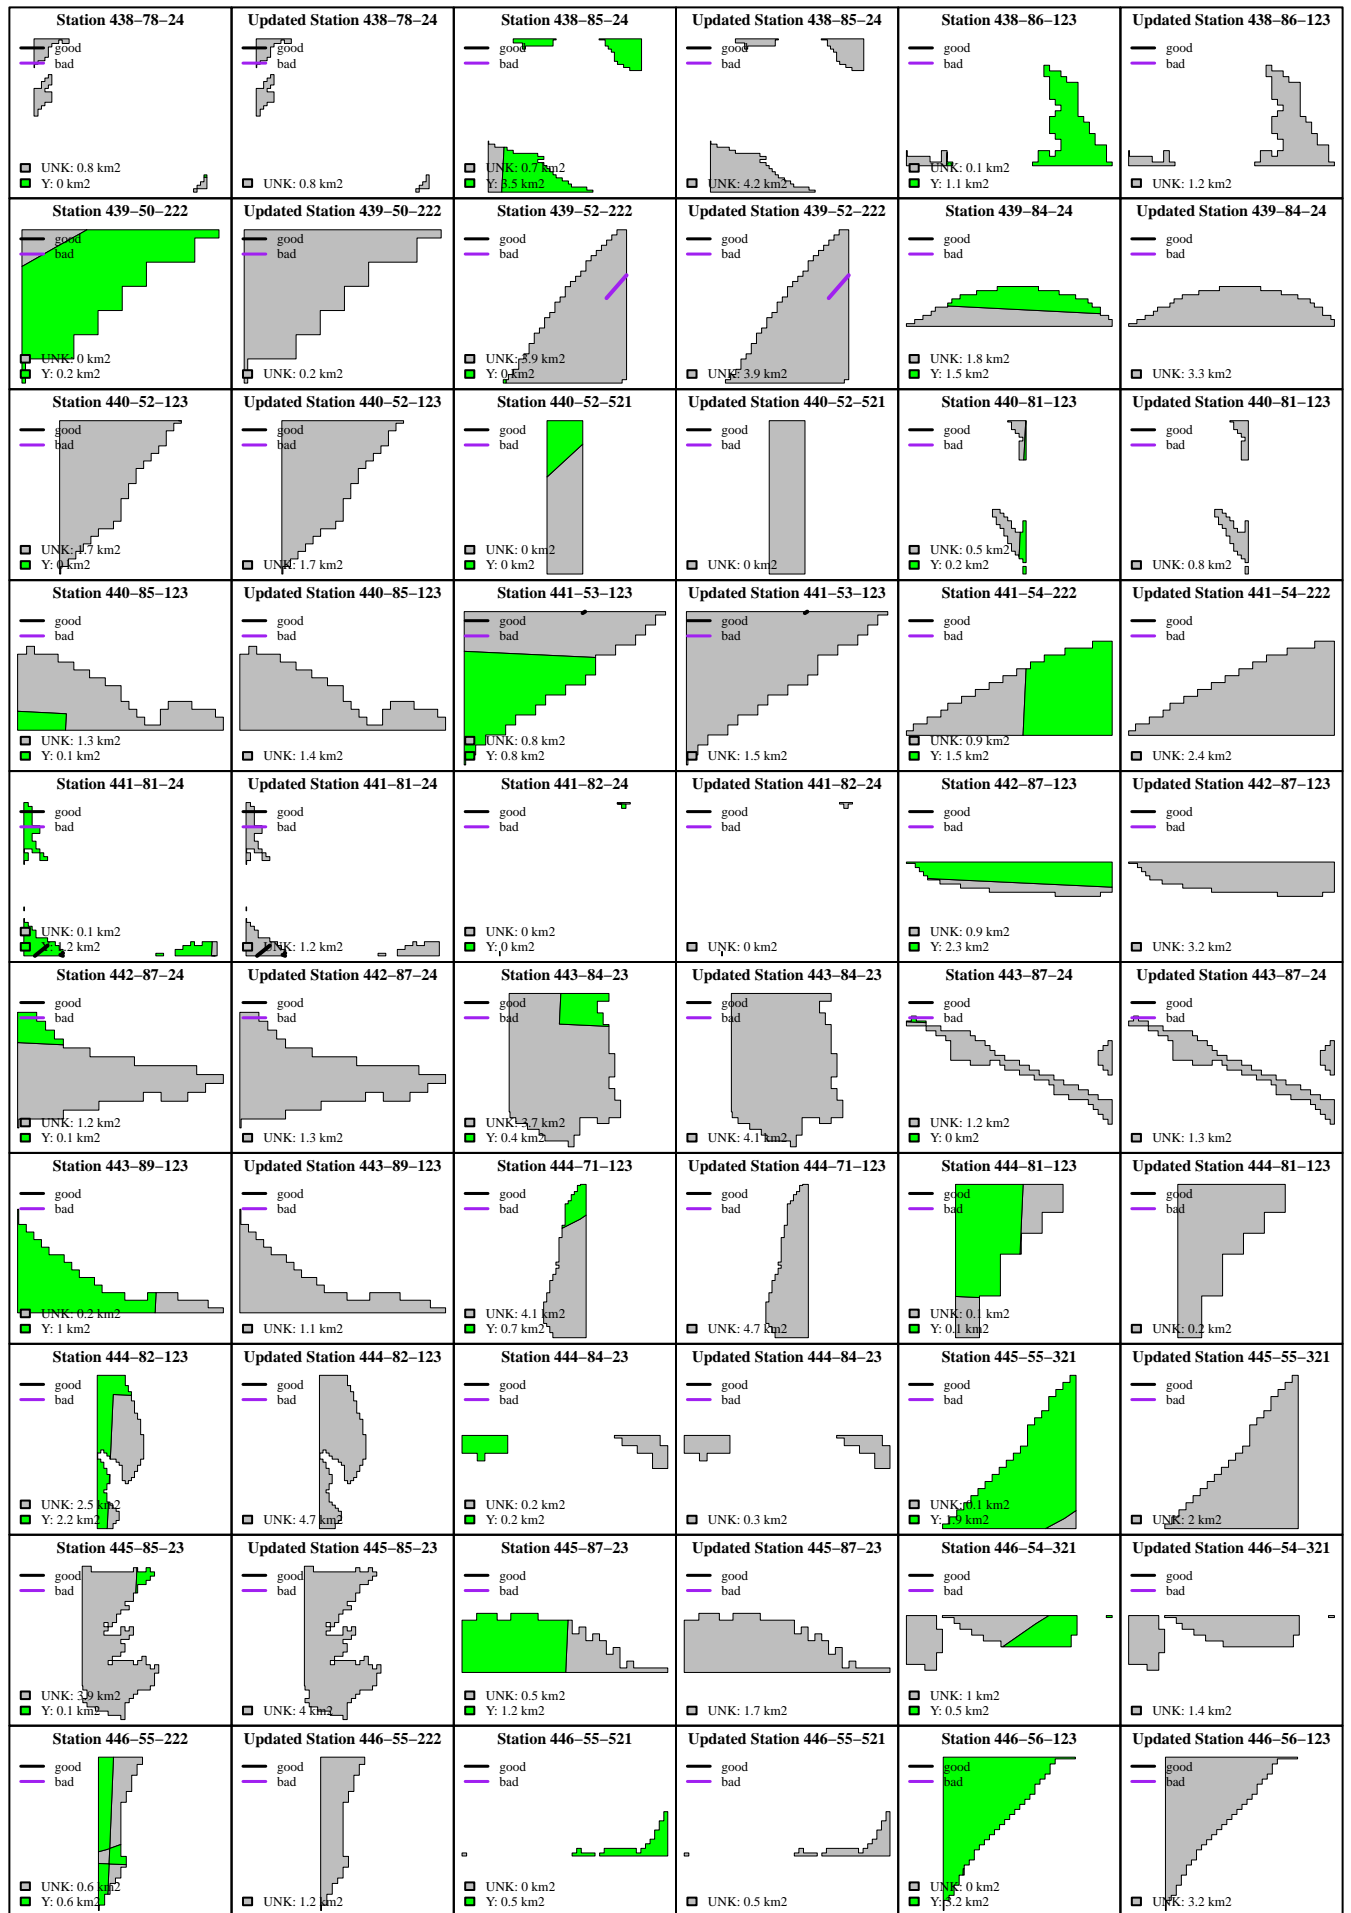 Station 438–78–24
good
bad
UNK: 0.8 km2
Y: 0 km2
Updated Station 438–78–24
good
bad
UNK: 0.8 km2
Station 438–85–24
good
bad
UNK: 0.7 km2
Y: 3.5 km2
Updated Station 438–85–24
good
bad
UNK: 4.2 km2
Station 438–86–123
good
bad
UNK: 0.1 km2
Y: 1.1 km2
Updated Station 438–86–123
good
bad
UNK: 1.2 km2
Station 439–50–222
good
bad
UNK: 0 km2
Y: 0.2 km2
Updated Station 439–50–222
good
bad
UNK: 0.2 km2
Station 439–52–222
good
bad
UNK: 3.9 km2
Y: 0 km2
Updated Station 439–52–222
good
bad
UNK: 3.9 km2
Station 439–84–24
good
bad
UNK: 1.8 km2
Y: 1.5 km2
Updated Station 439–84–24
good
bad
UNK: 3.3 km2
Station 440–52–123
good
bad
UNK: 1.7 km2
Y: 0 km2
Updated Station 440–52–123
good
bad
UNK: 1.7 km2
Station 440–52–521
good
bad
UNK: 0 km2
Y: 0 km2
Updated Station 440–52–521
good
bad
UNK: 0 km2
Station 440–81–123
good
bad
UNK: 0.5 km2
Y: 0.2 km2
Updated Station 440–81–123
good
bad
UNK: 0.8 km2
Station 440–85–123
good
bad
UNK: 1.3 km2
Y: 0.1 km2
Updated Station 440–85–123
good
bad
UNK: 1.4 km2
Station 441–53–123
good
bad
UNK: 0.8 km2
Y: 0.8 km2
Updated Station 441–53–123
good
bad
UNK: 1.5 km2
Station 441–54–222
good
bad
UNK: 0.9 km2
Y: 1.5 km2
Updated Station 441–54–222
good
bad
UNK: 2.4 km2
Station 441–81–24
good
bad
UNK: 0.1 km2
Y: 1.2 km2
Updated Station 441–81–24
good
bad
UNK: 1.2 km2
Station 441–82–24
good
bad
UNK: 0 km2
Y: 0 km2
Updated Station 441–82–24
good
bad
UNK: 0 km2
Station 442–87–123
good
bad
UNK: 0.9 km2
Y: 2.3 km2
Updated Station 442–87–123
good
bad
UNK: 3.2 km2
Station 442–87–24
good
bad
UNK: 1.2 km2
Y: 0.1 km2
Updated Station 442–87–24
good
bad
UNK: 1.3 km2
Station 443–84–23
good
bad
UNK: 3.7 km2
Y: 0.4 km2
Updated Station 443–84–23
good
bad
UNK: 4.1 km2
Station 443–87–24
good
bad
UNK: 1.2 km2
Y: 0 km2
Updated Station 443–87–24
good
bad
UNK: 1.3 km2
Station 443–89–123
good
bad
UNK: 0.2 km2
Y: 1 km2
Updated Station 443–89–123
good
bad
UNK: 1.1 km2
Station 444–71–123
good
bad
UNK: 4.1 km2
Y: 0.7 km2
Updated Station 444–71–123
good
bad
UNK: 4.7 km2
Station 444–81–123
good
bad
UNK: 0.1 km2
Y: 0.1 km2
Updated Station 444–81–123
good
bad
UNK: 0.2 km2
Station 444–82–123
good
bad
UNK: 2.5 km2
Y: 2.2 km2
Updated Station 444–82–123
good
bad
UNK: 4.7 km2
Station 444–84–23
good
bad
UNK: 0.2 km2
Y: 0.2 km2
Updated Station 444–84–23
good
bad
UNK: 0.3 km2
Station 445–55–321
good
bad
UNK: 0.1 km2
Y: 1.9 km2
Updated Station 445–55–321
good
bad
UNK: 2 km2
Station 445–85–23
good
bad
UNK: 3.9 km2
Y: 0.1 km2
Updated Station 445–85–23
good
bad
UNK: 4 km2
Station 445–87–23
good
bad
UNK: 0.5 km2
Y: 1.2 km2
Updated Station 445–87–23
good
bad
UNK: 1.7 km2
Station 446–54–321
good
bad
UNK: 1 km2
Y: 0.5 km2
Updated Station 446–54–321
good
bad
UNK: 1.4 km2
Station 446–55–222
good
bad
UNK: 0.6 km2
Y: 0.6 km2
Updated Station 446–55–222
good
bad
UNK: 1.2 km2
Station 446–55–521
good
bad
UNK: 0 km2
Y: 0.5 km2
Updated Station 446–55–521
good
bad
UNK: 0.5 km2
Station 446–56–123
good
bad
UNK: 0 km2
Y: 3.2 km2
Updated Station 446–56–123
good
bad
UNK: 3.2 km2